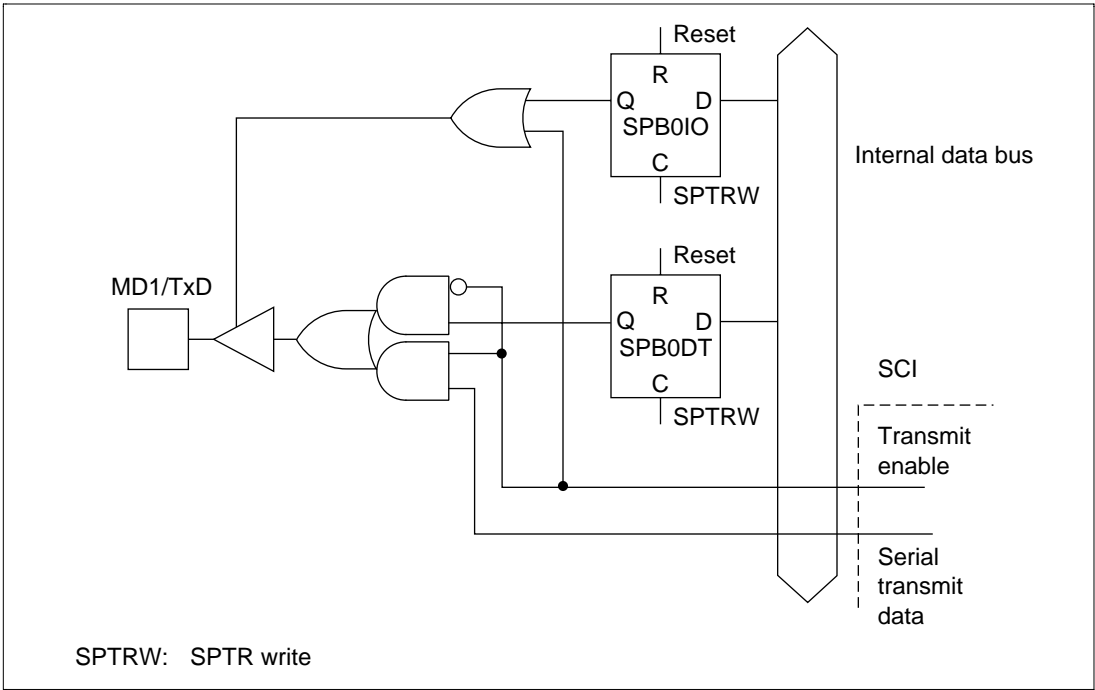 Reset
R
Q D
SPB0IO
C
SPTRW
Internal data bus
Reset
MD1/TxD
R
Q D
SPB0DT
C
SPTRW
SCI
Transmit
enable
Serial
transmit
data
SPTRW: SPTR write